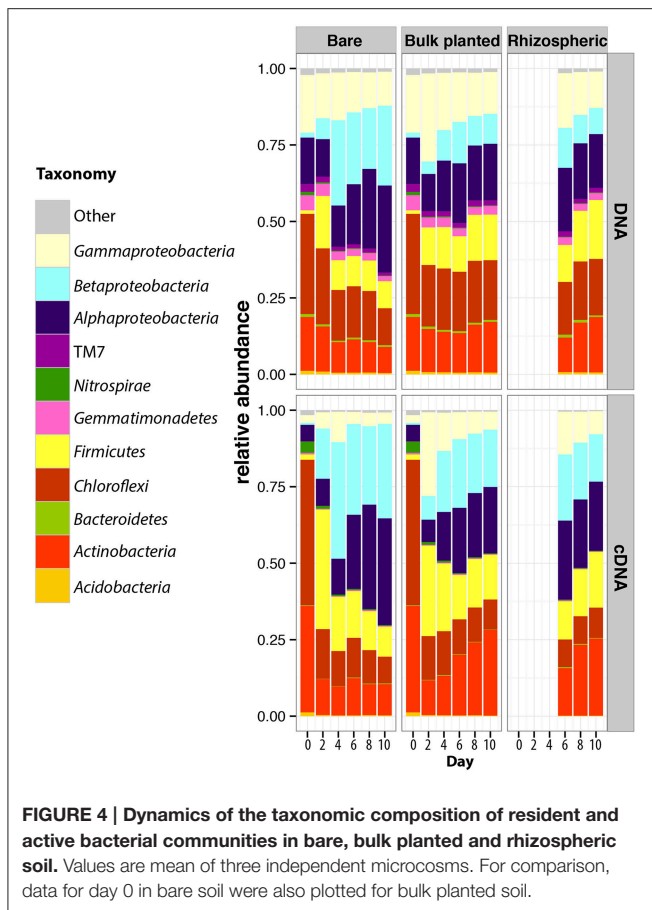 Bare
Bulk planted
Rhizospheric
Taxonomy
Other
Gammaproteobacteria
Betaproteobacteria
Alphaproteobacteria
TM7
Nitrospirae
Gemmatimonadetes
Firmicutes
Chloroflexi
Bacteroidetes
Actinobacteria
Acidobacteria
relative abundance
1.00
0.75
0.50
0.25
0.00
DNA
1.00
0.75
0.50
0.25
0.00
cDNA
0 2 4 6 8 10
0 2 4 6 8 10
0 2 4 6 8 10
Day
FIGURE 4 | Dynamics of the taxonomic composition of resident and
active bacterial communities in bare, bulk planted and rhizospheric
soil. Values are mean of three independent microcosms. For comparison,
data for day 0 in bare soil were also plotted for bulk planted soil.